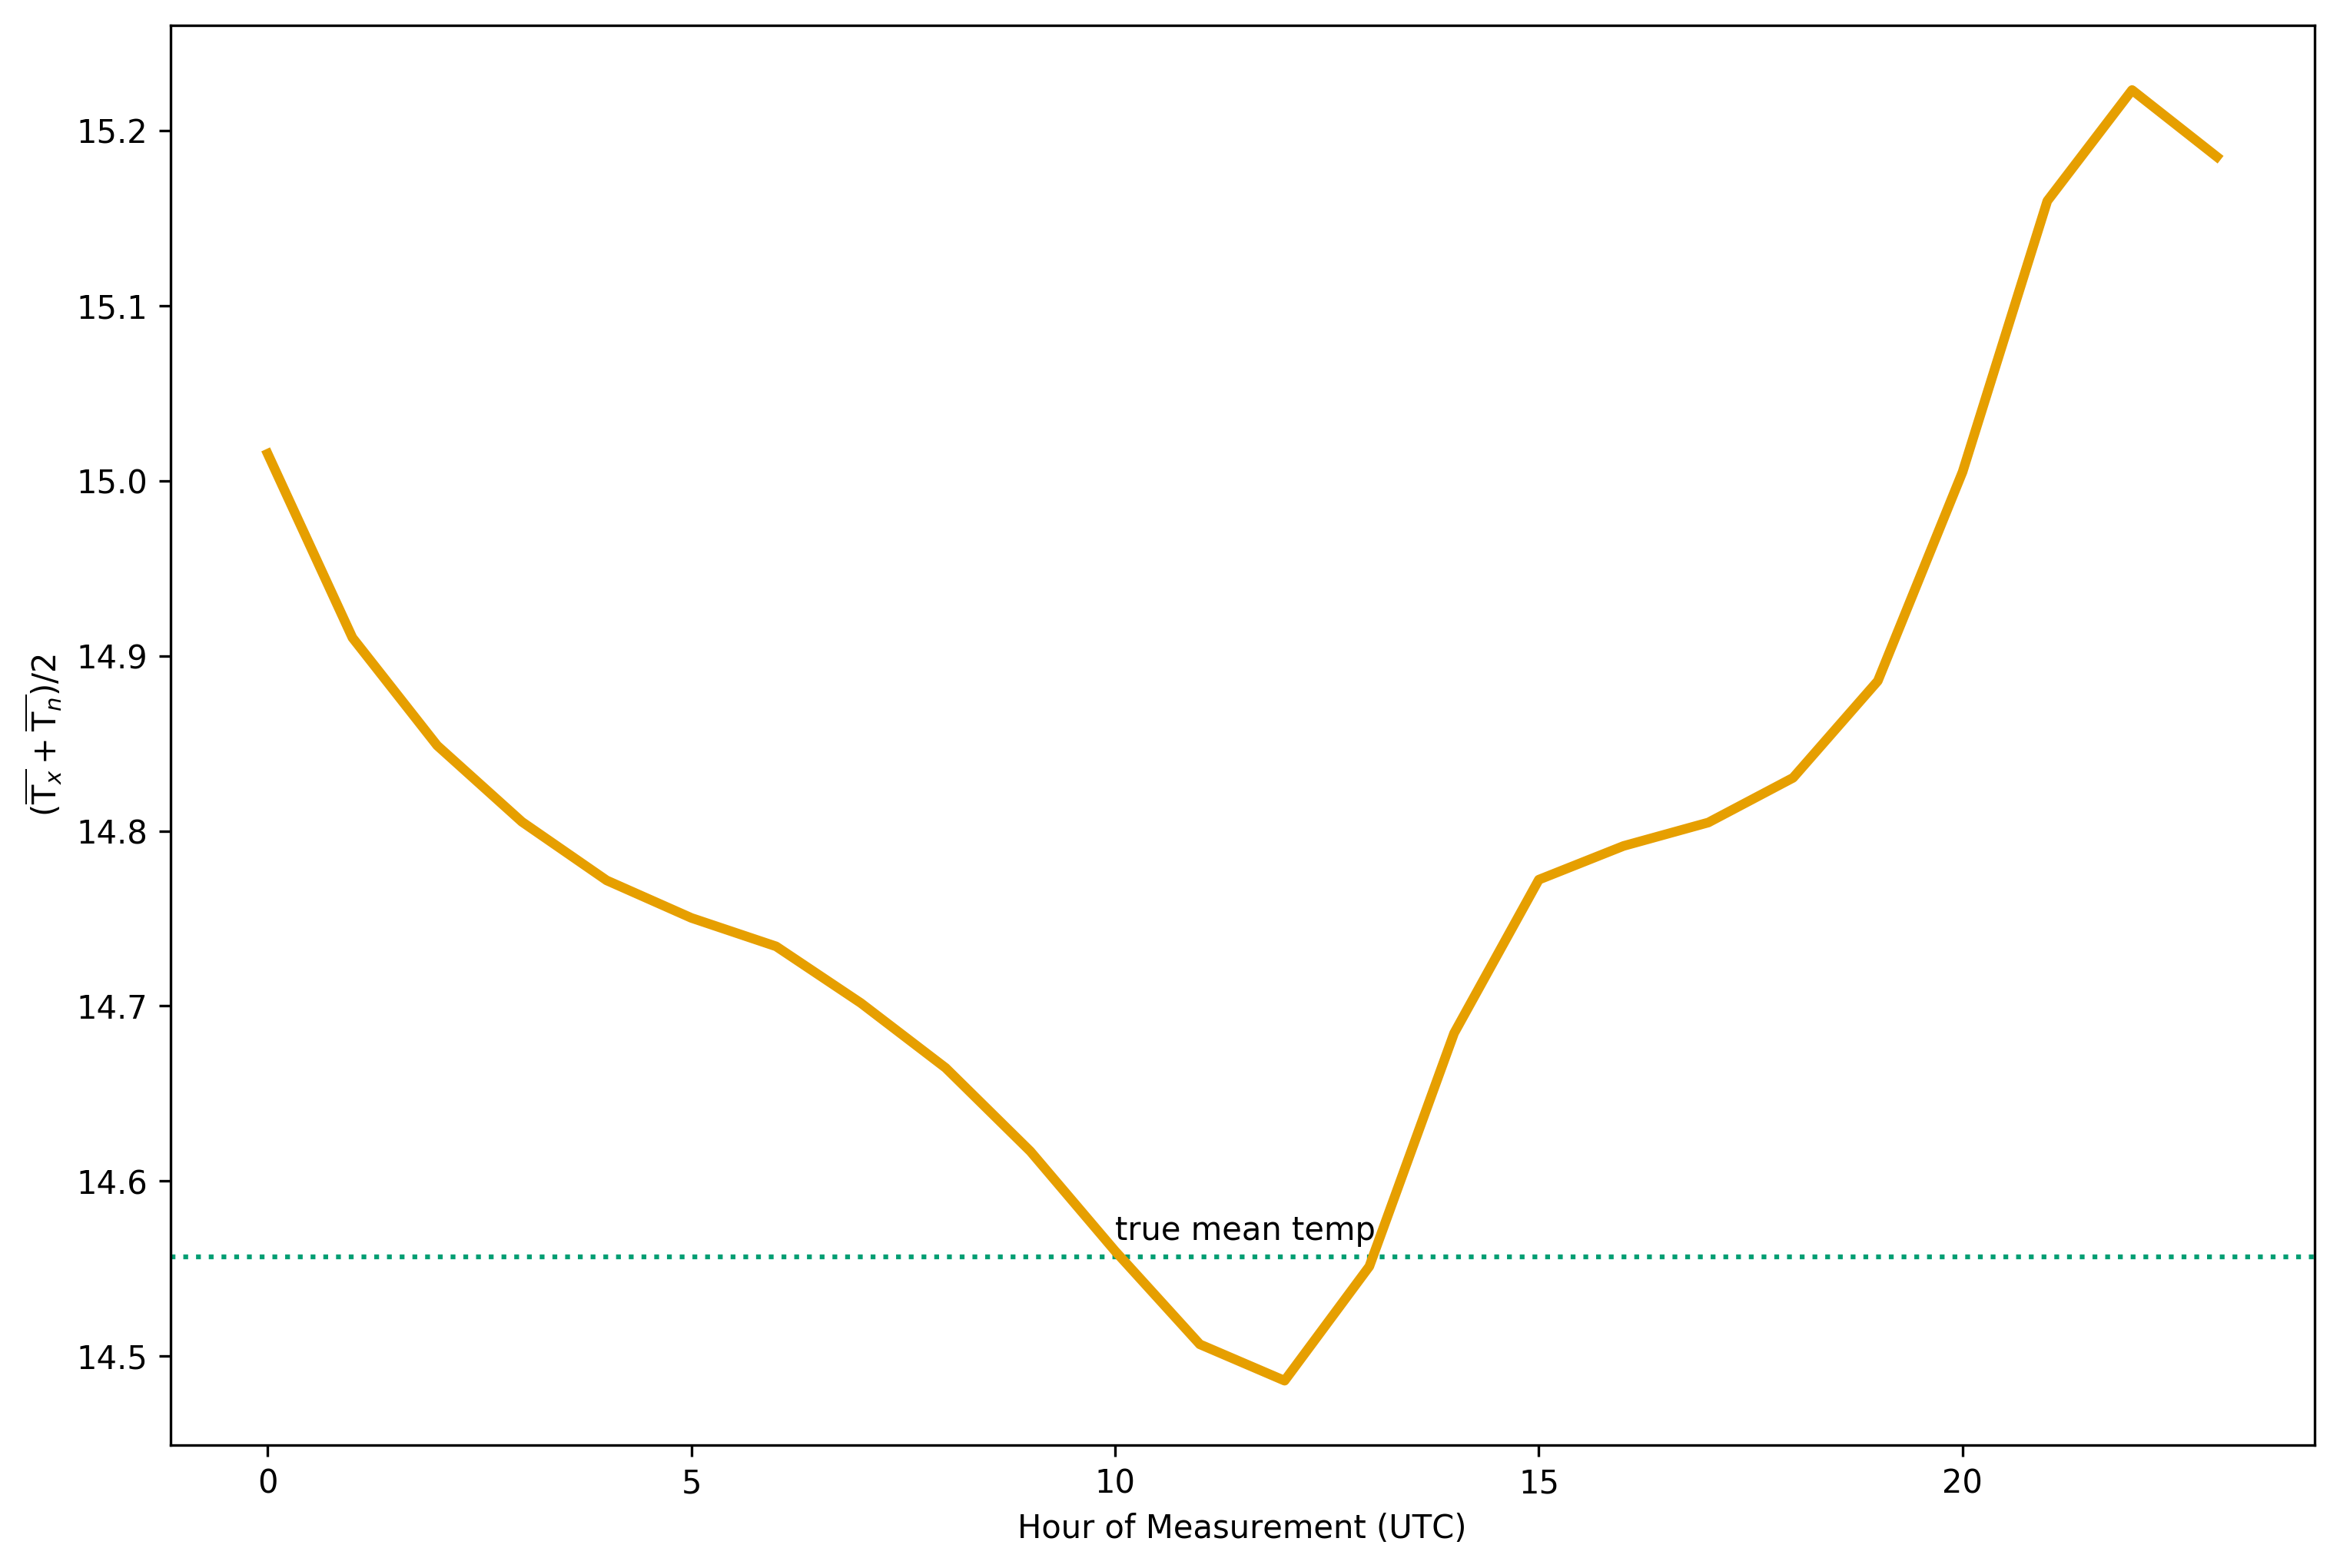 15.2
15.1
15.0
14.9
14.8
14.7
14.6
14.5
(T̅ₓ + T̅ₙ)/2
true mean temp
0 5 10 15 20
Hour of Measurement (UTC)